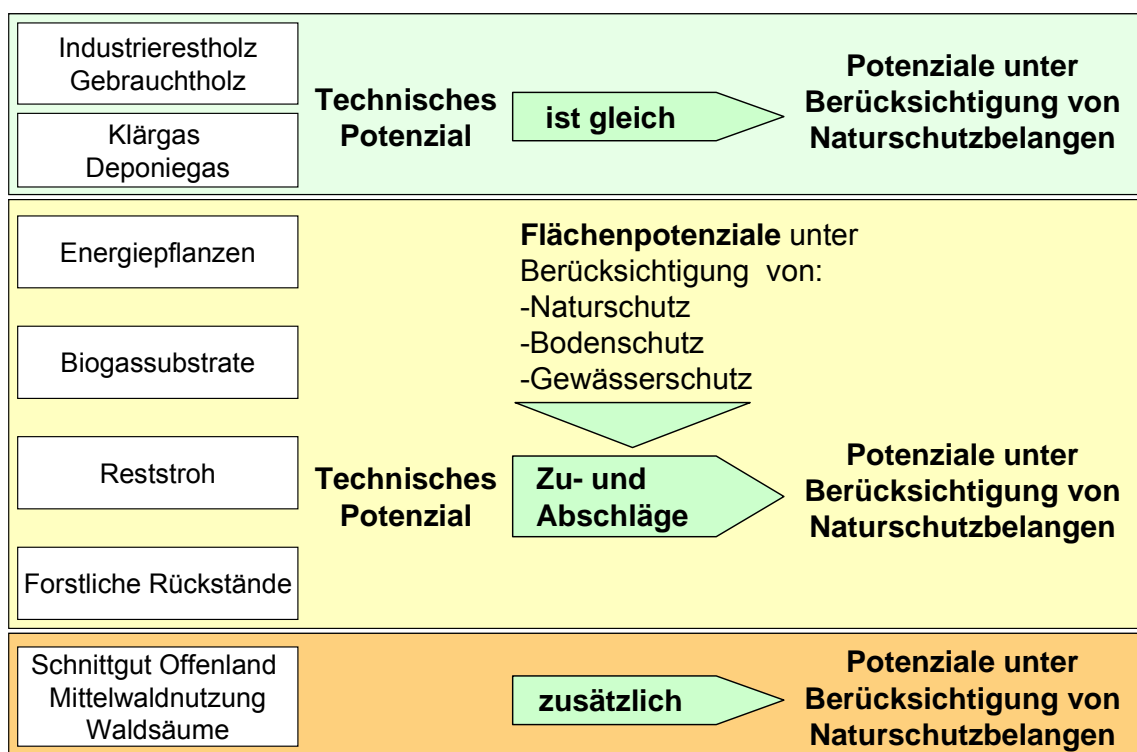 Industrierestholz
Gebrauchtholz
Klärgas
Deponiegas
Technisches
Potenzial
ist gleich
Potenziale unter
Berücksichtigung von
Naturschutzbelangen
Energiepflanzen
Biogassubstrate
Reststroh
Forstliche Rückstände
Flächenpotenziale unter
Berücksichtigung von:
-Naturschutz
-Bodenschutz
-Gewässerschutz
Technisches
Potenzial
Zu- und
Abschläge
Potenziale unter
Berücksichtigung von
Naturschutzbelangen
Schnittgut Offenland
Mittelwaldnutzung
Waldsäume
zusätzlich
Potenziale unter
Berücksichtigung von
Naturschutzbelangen